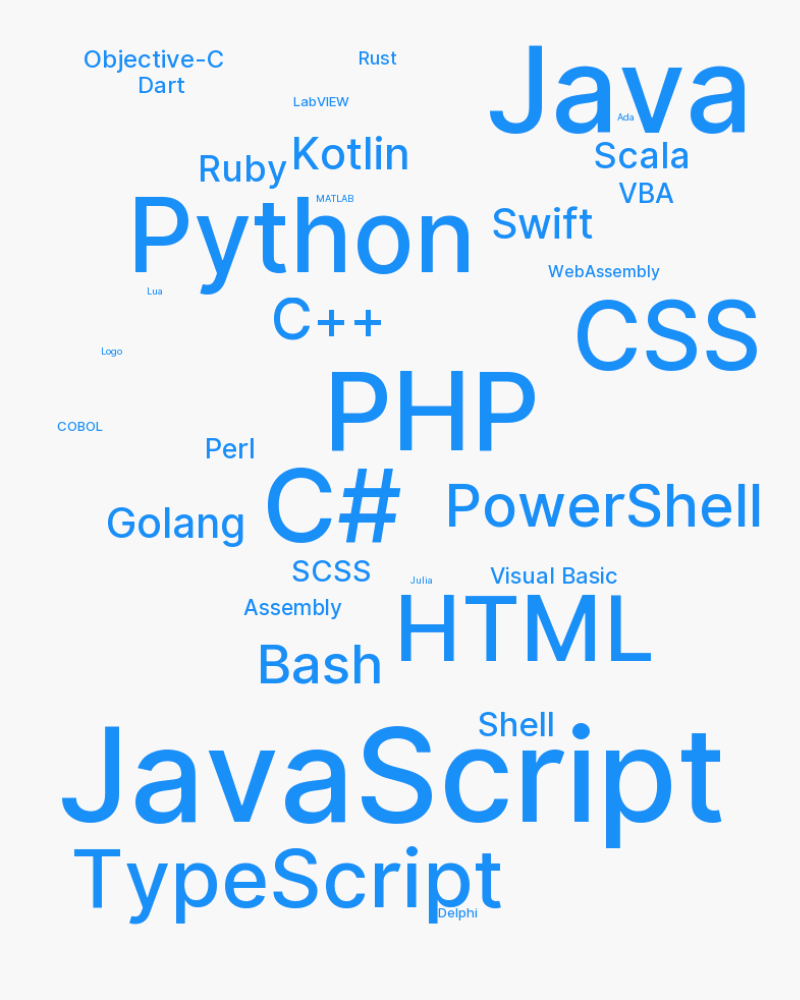 Objective-C
Rust
Java
Dart
LabVIEW
Ada
Kotlin
Scala
Ruby
VBA
MATLAB
Python
Swift
WebAssembly
Lua
C++
CSS
Logo
PHP
COBOL
Perl
C#
PowerShell
Golang
SCSS
Visual Basic
Julia
Assembly
HTML
Bash
Shell
JavaScript
TypeScript
Delphi